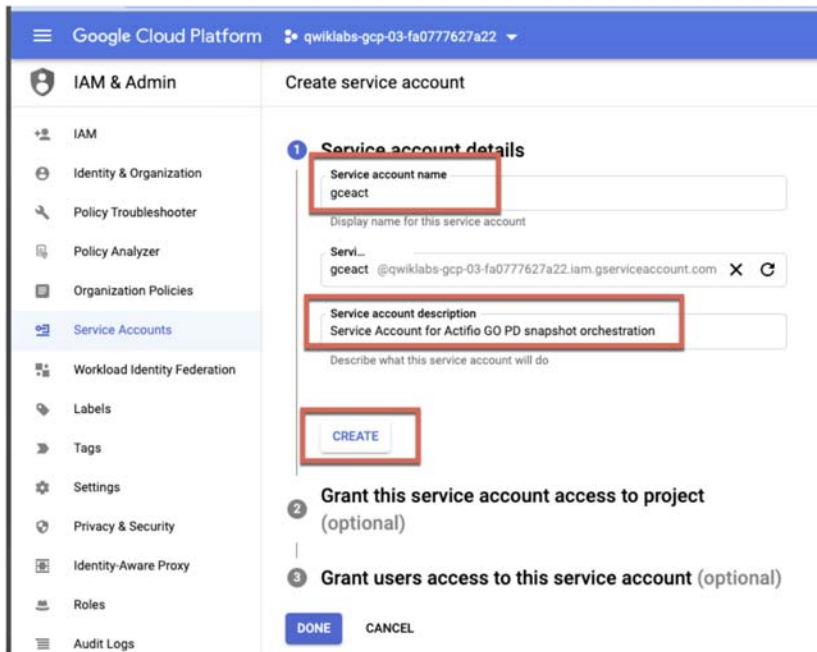 Google Cloud Platform qwiklabs-gcp-03-fa0777627a22
IAM & Admin
Create service account
IAM
Identity & Organization
Policy Troubleshooter
Policy Analyzer
Organization Policies
Service Accounts
Workload Identity Federation
Labels
Tags
Settings
Privacy & Security
Identity-Aware Proxy
Roles
Audit Logs
1 Service account details
Service account name
gceact
Display name for this service account
Servi...
gceact @qwiklabs-gcp-03-fa0777627a22.iam.gserviceaccount.com
Service account description
Service Account for Actifio GO PD snapshot orchestration
Describe what this service account will do
CREATE
2 Grant this service account access to project
(optional)
3 Grant users access to this service account (optional)
DONE CANCEL